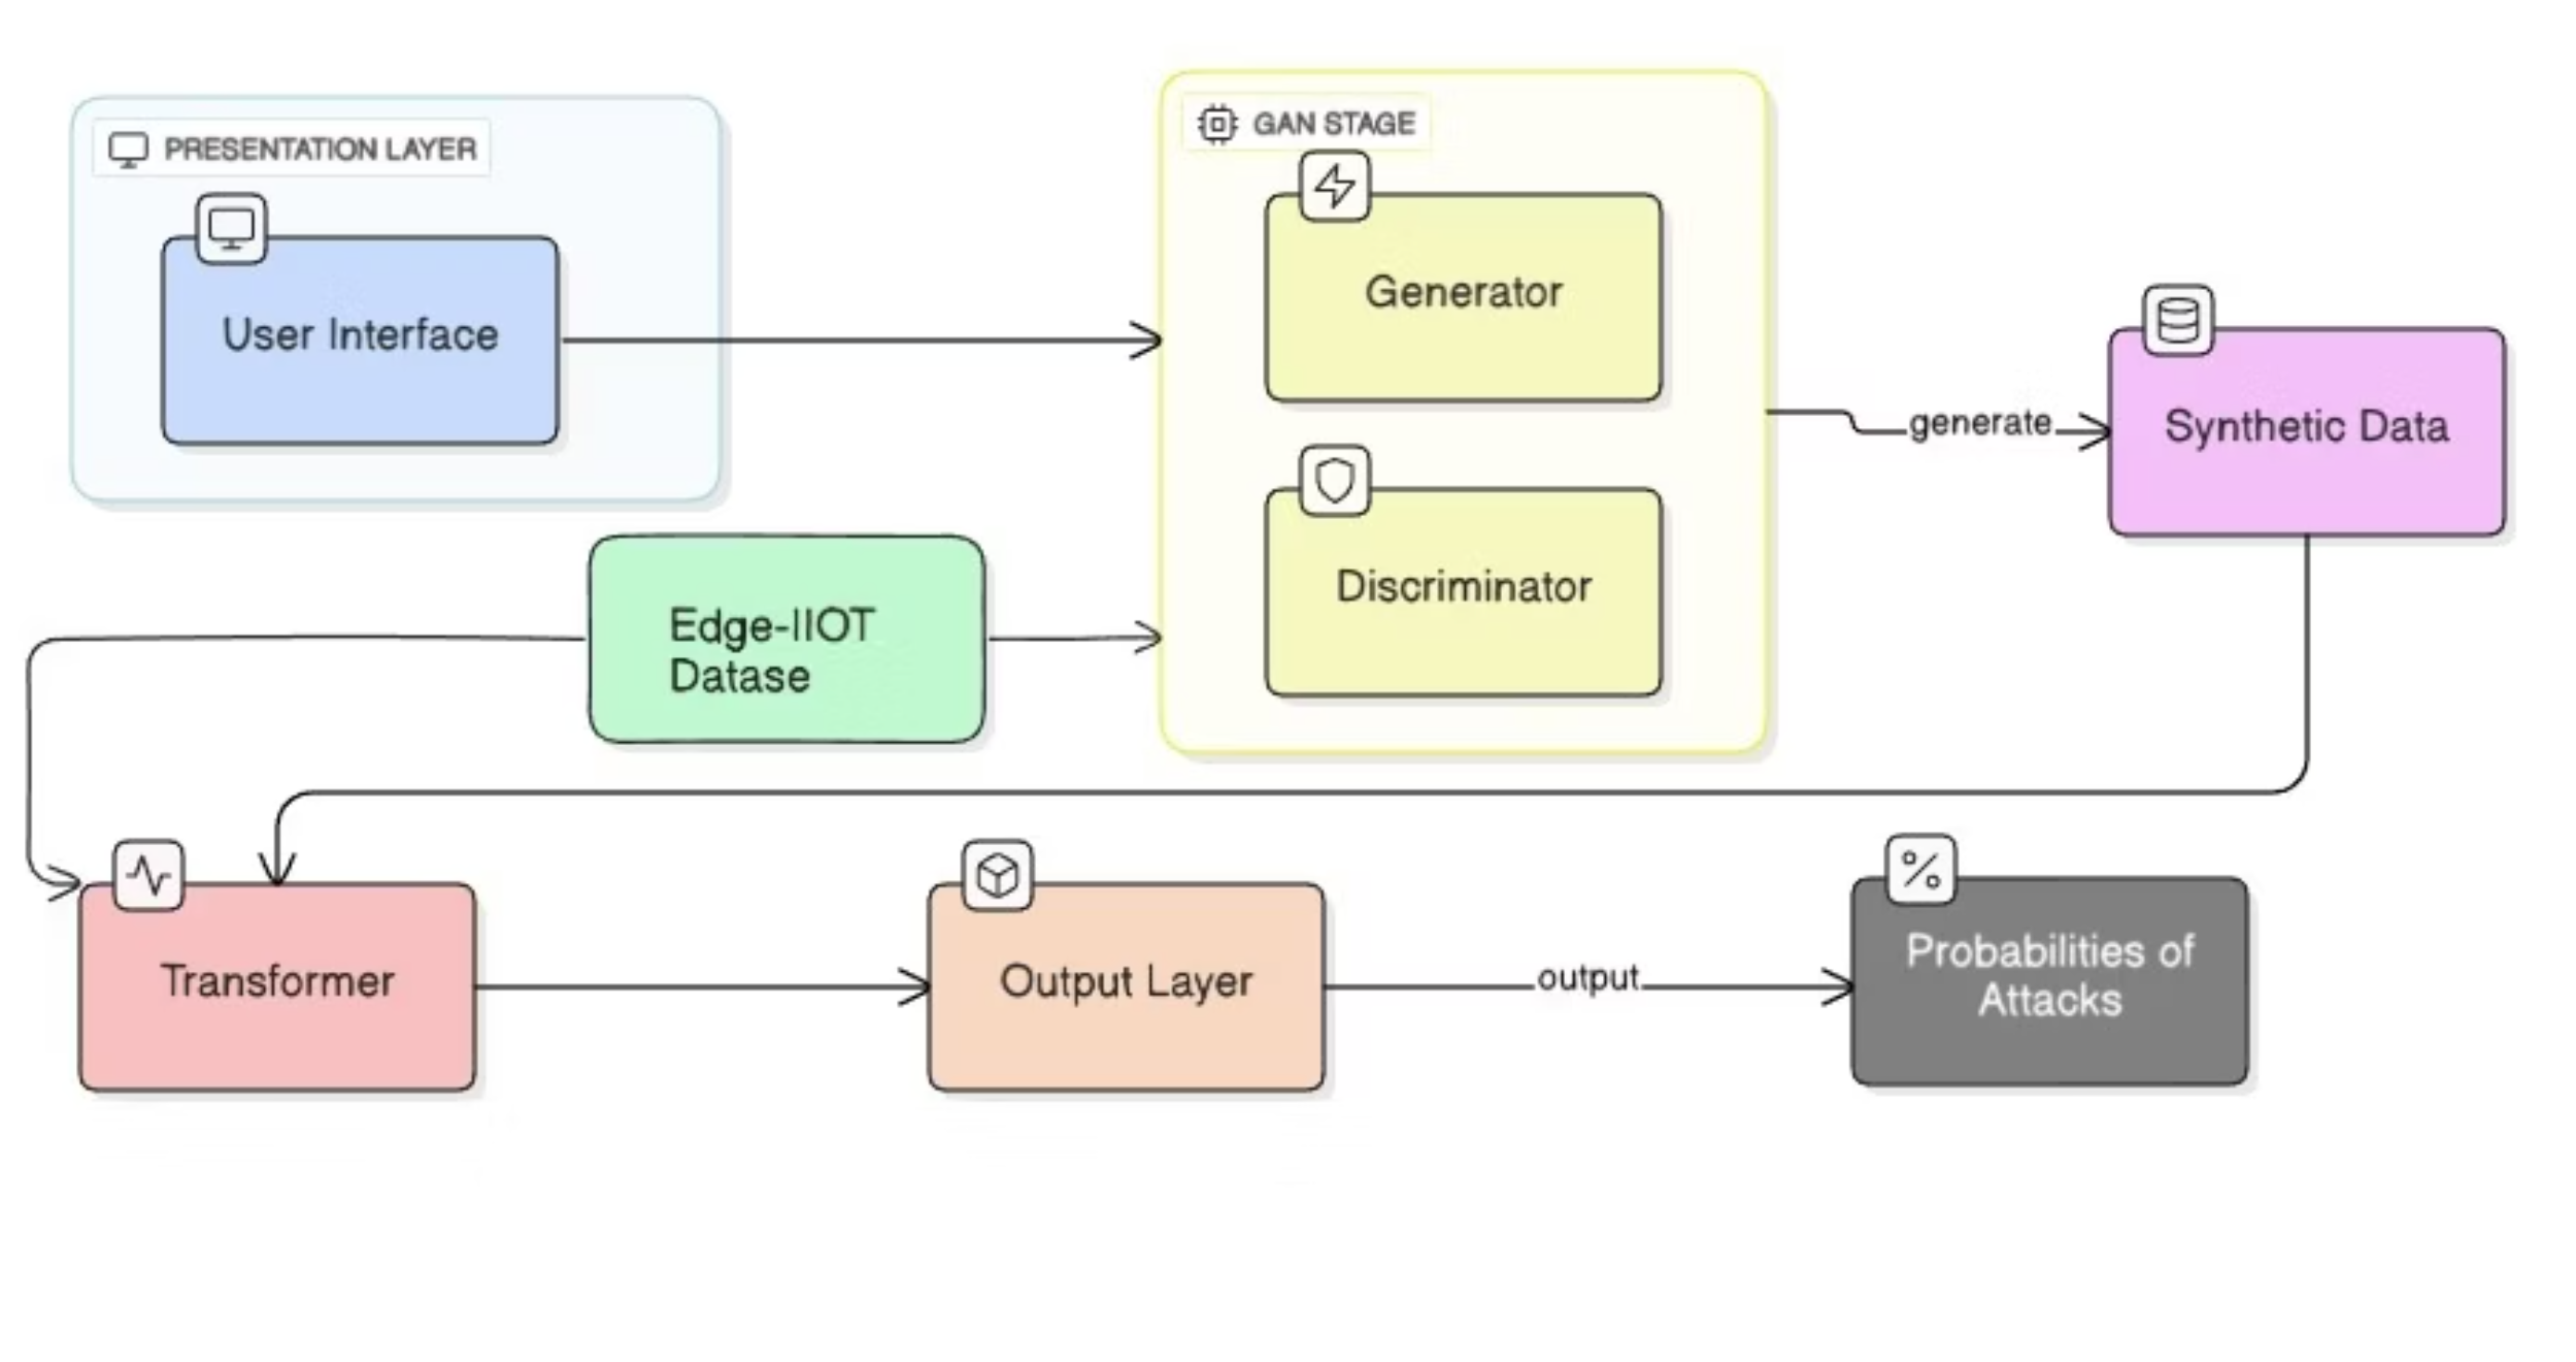 PRESENTATION LAYER
User Interface
GAN STAGE
Generator
Discriminator
generate
Synthetic Data
Edge-IIOT
Datase
Transformer
Output Layer
output
Probabilities of
Attacks